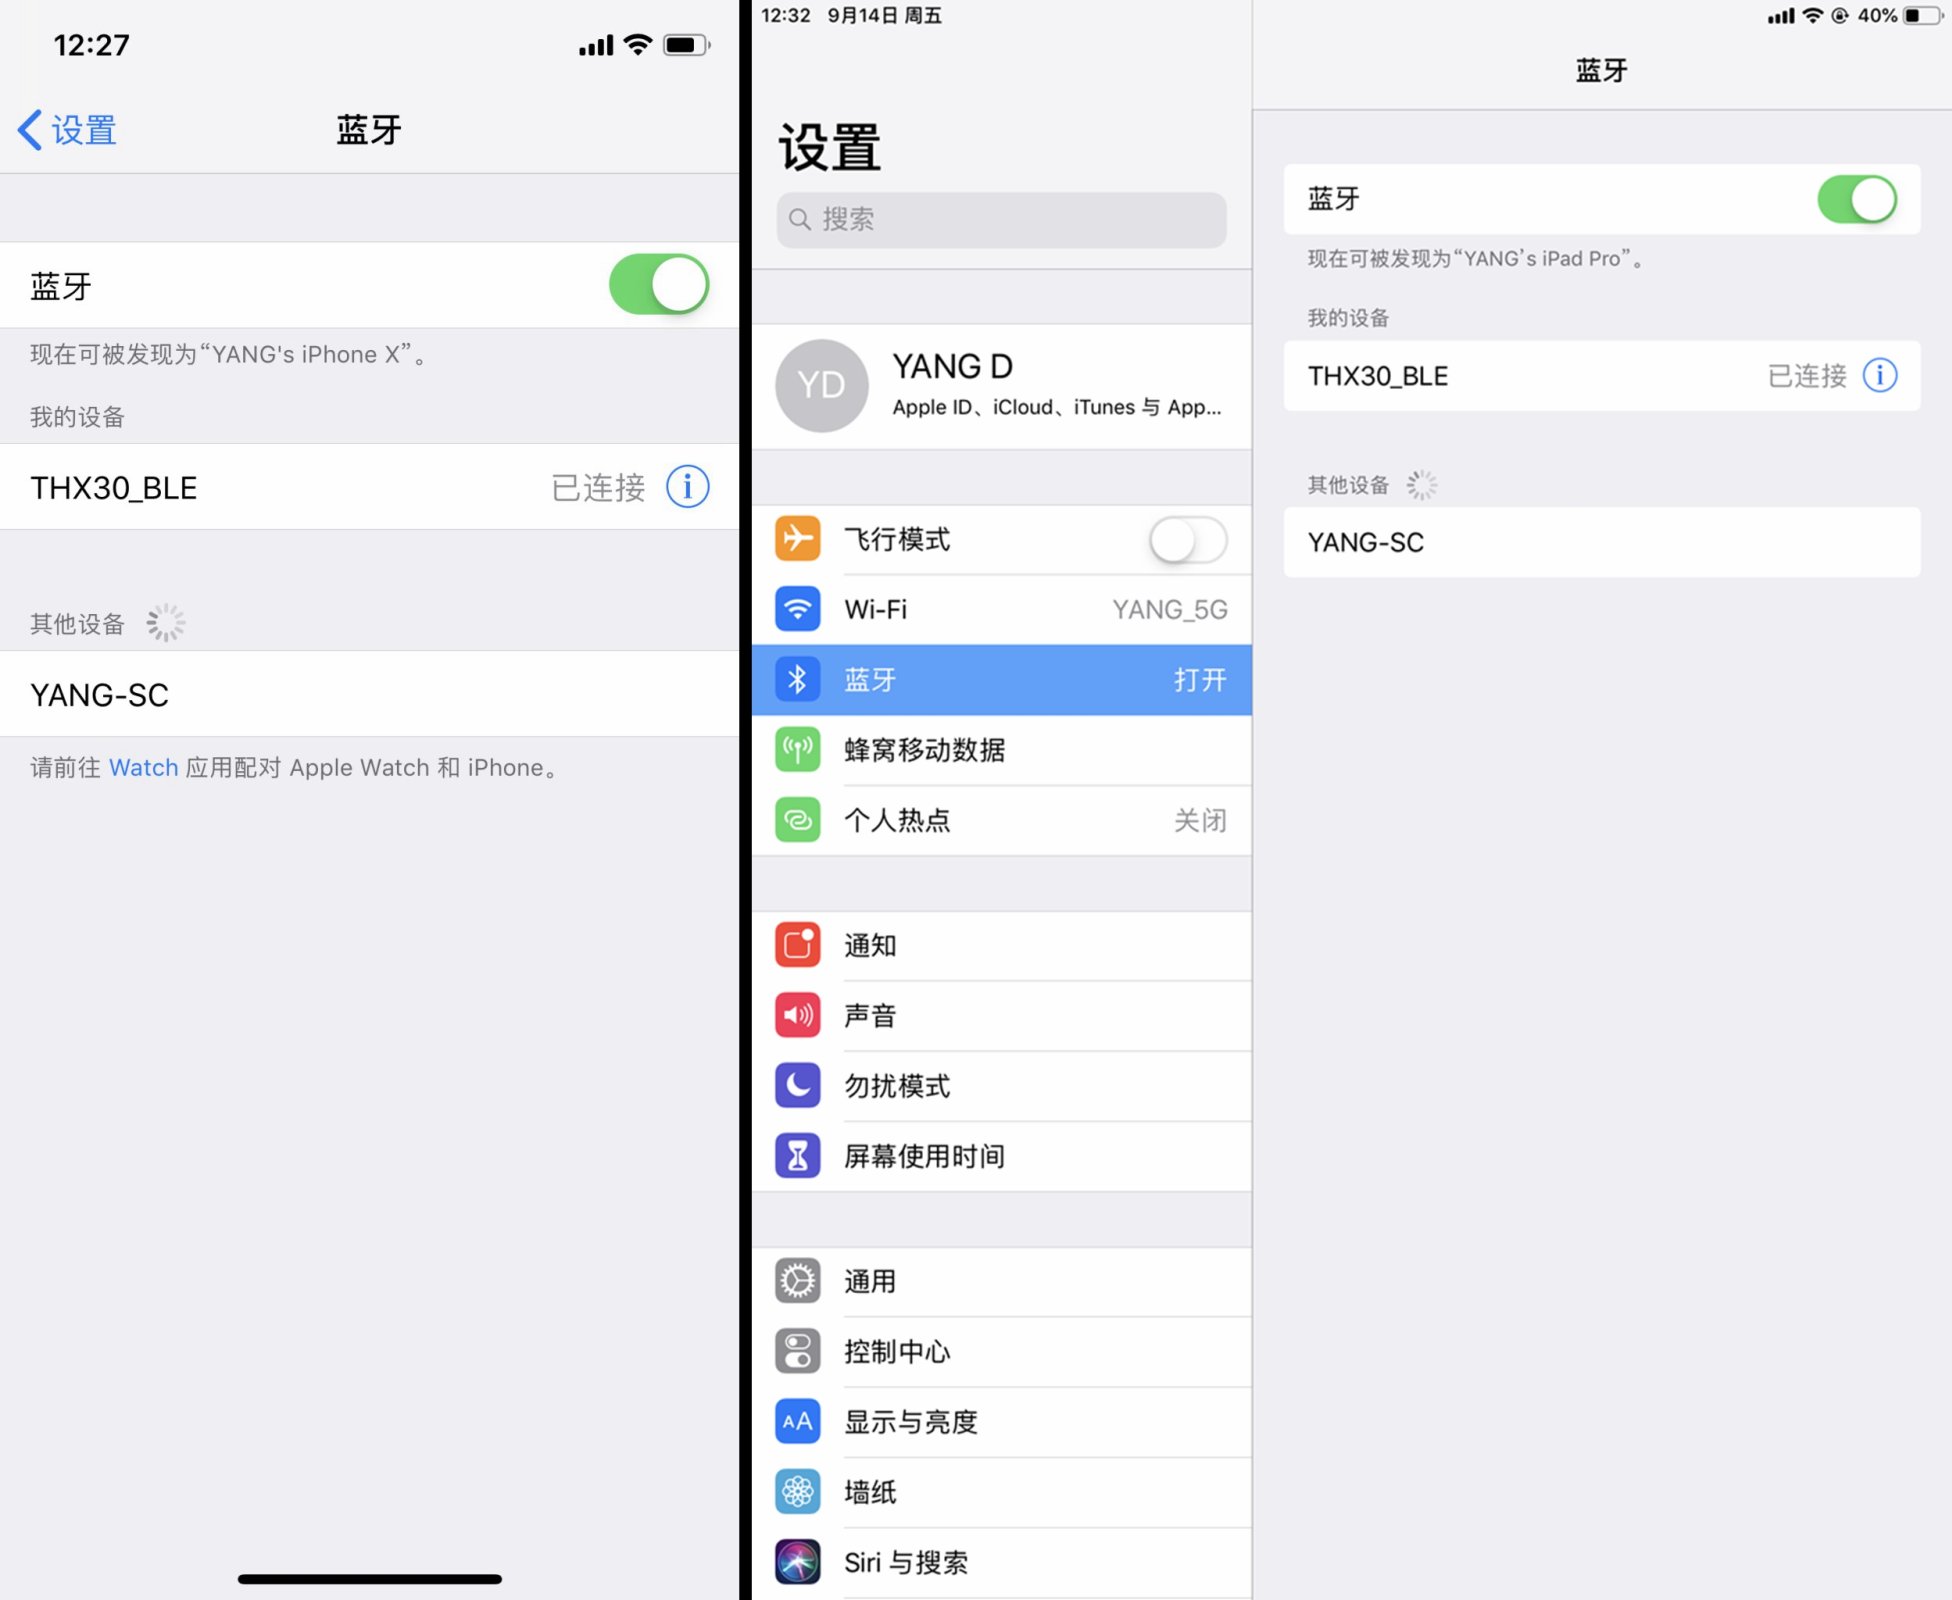 12:27
设置
蓝牙
蓝牙
现在可被发现为“YANG's iPhone X”。
我的设备
THX30_BLE 已连接
其他设备
YANG-SC
请前往 Watch 应用配对 Apple Watch 和 iPhone。
12:32 9月14日 周五
40%
设置
搜索
YD
YANG D
Apple ID、iCloud、iTunes 与 App...
飞行模式
Wi-Fi YANG_5G
蓝牙 打开
蜂窝移动数据
个人热点 关闭
通知
声音
勿扰模式
屏幕使用时间
通用
控制中心
AA 显示与亮度
墙纸
Siri 与搜索
蓝牙
蓝牙
现在可被发现为“YANG’s iPad Pro”。
我的设备
THX30_BLE 已连接
其他设备
YANG-SC